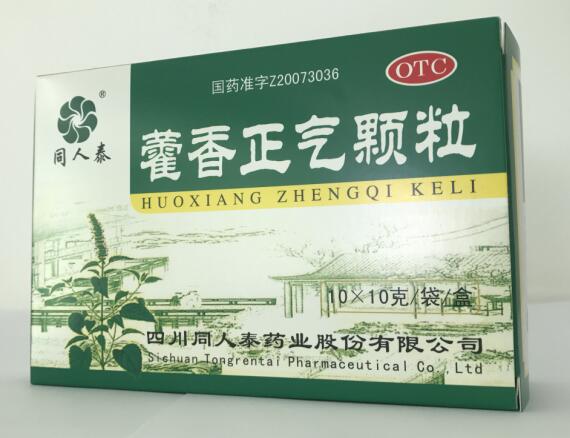 国药准字Z20073036
OTC
®
同人泰
藿香正气颗粒
HUOXIANG ZHENGQI KELI
10×10克/袋/盒
四川同人泰药业股份有限公司
Sichuan Tongrentai Pharmaceutical Co.,Ltd